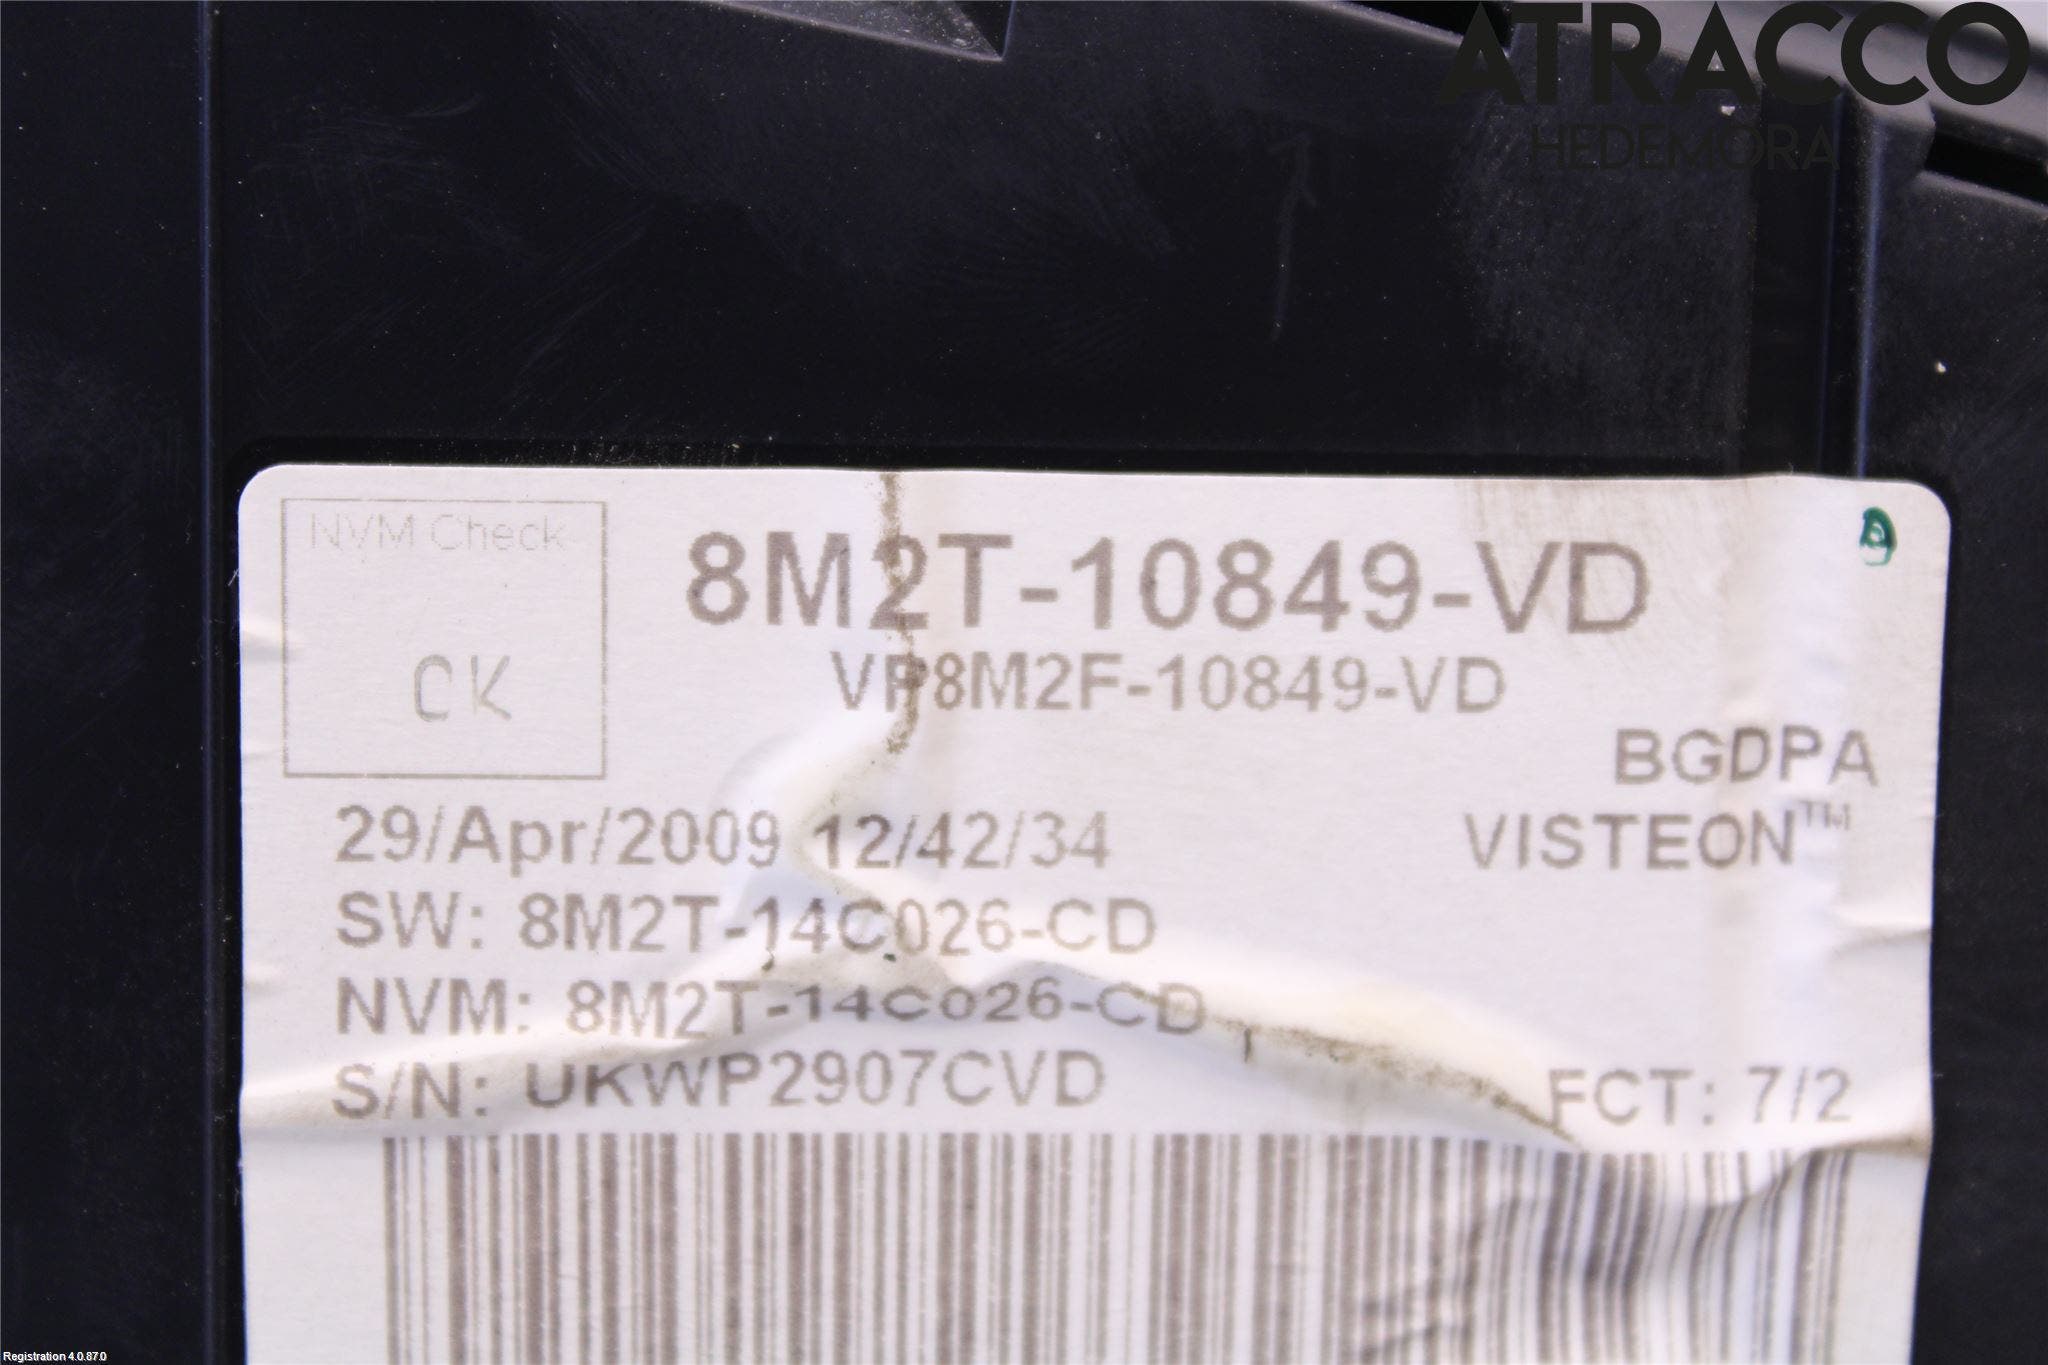 ATRACCO
HEDEMORA
NVM Check
OK
8M2T-10849-VD
VP8M2F-10849-VD
BGDPA
29/Apr/2009 12/42/34
VISTEON™
SW: 8M2T-14C026-CD
NVM: 8M2T-14C026-CD
S/N: UKWP2907CVD
FCT: 7/2
Registration 4.0.87.0